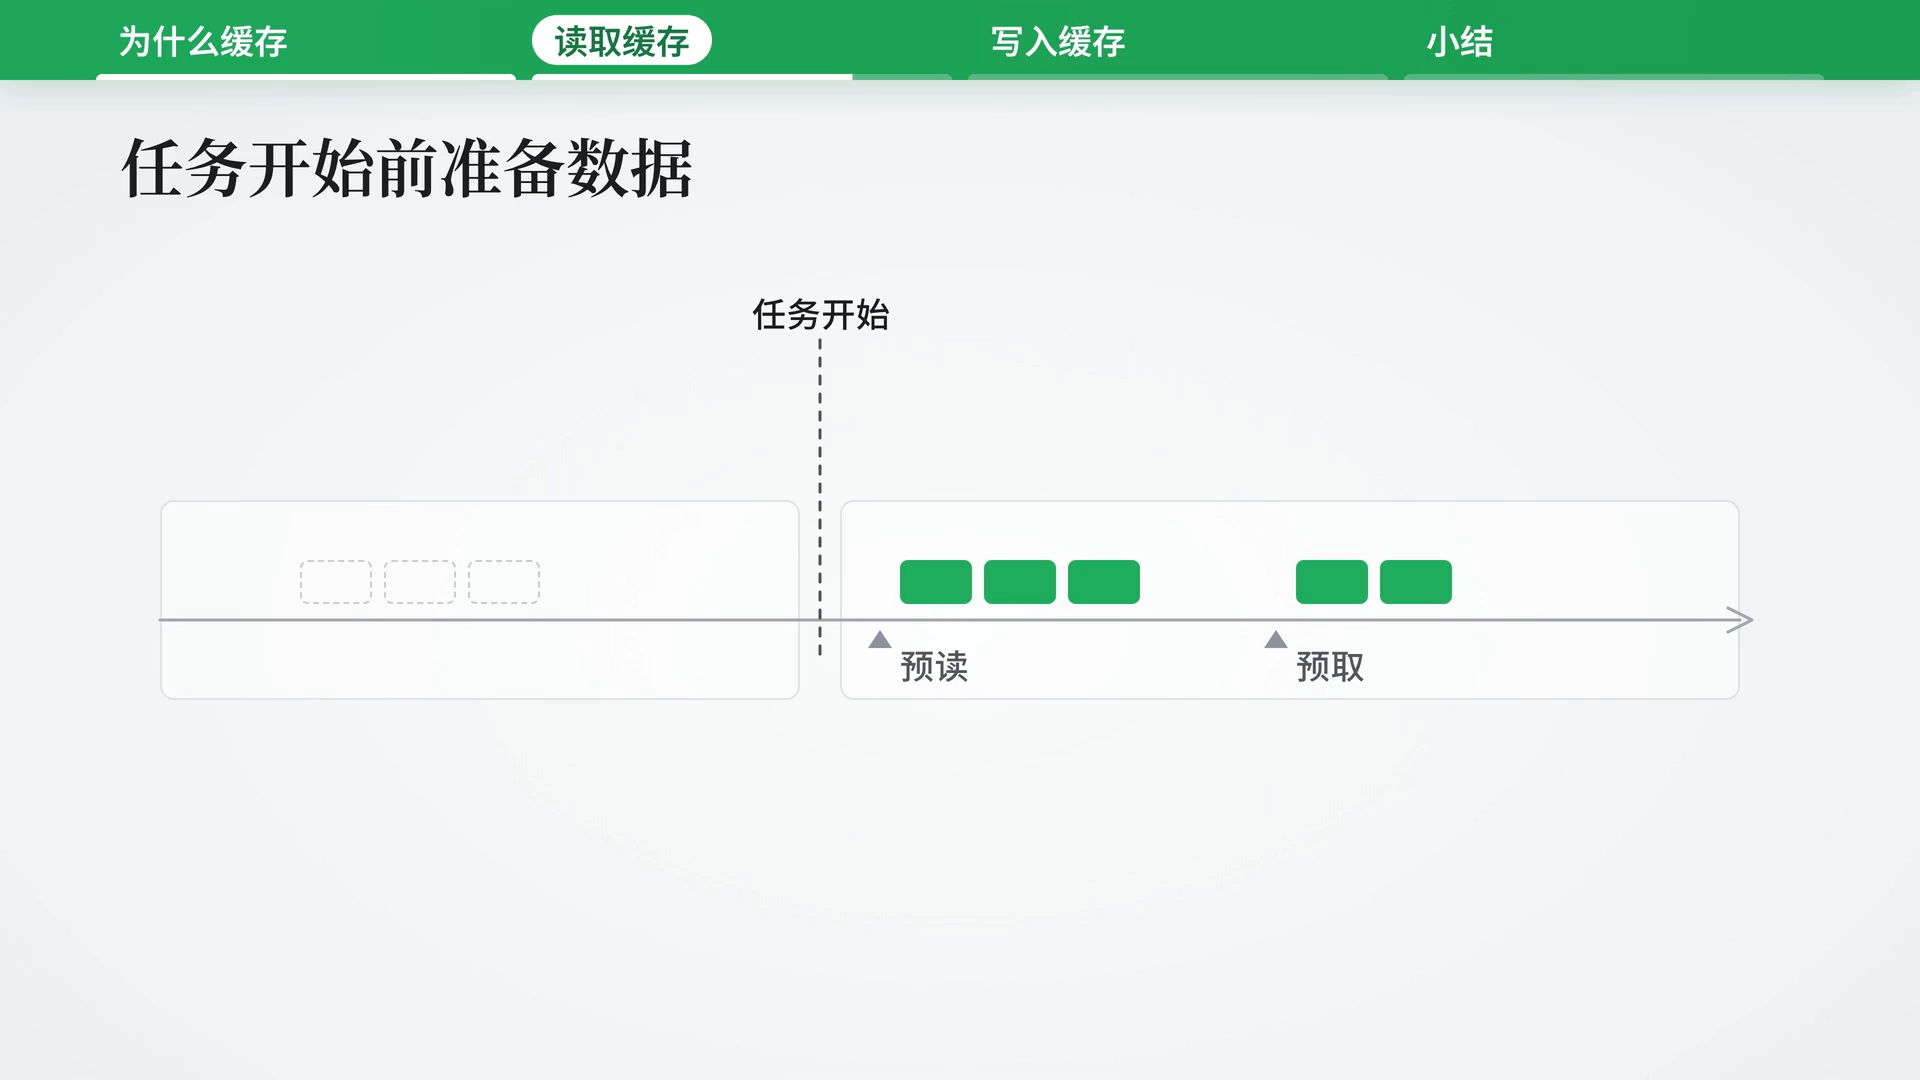 为什么缓存
读取缓存
写入缓存
小结
任务开始前准备数据
任务开始
预读
预取